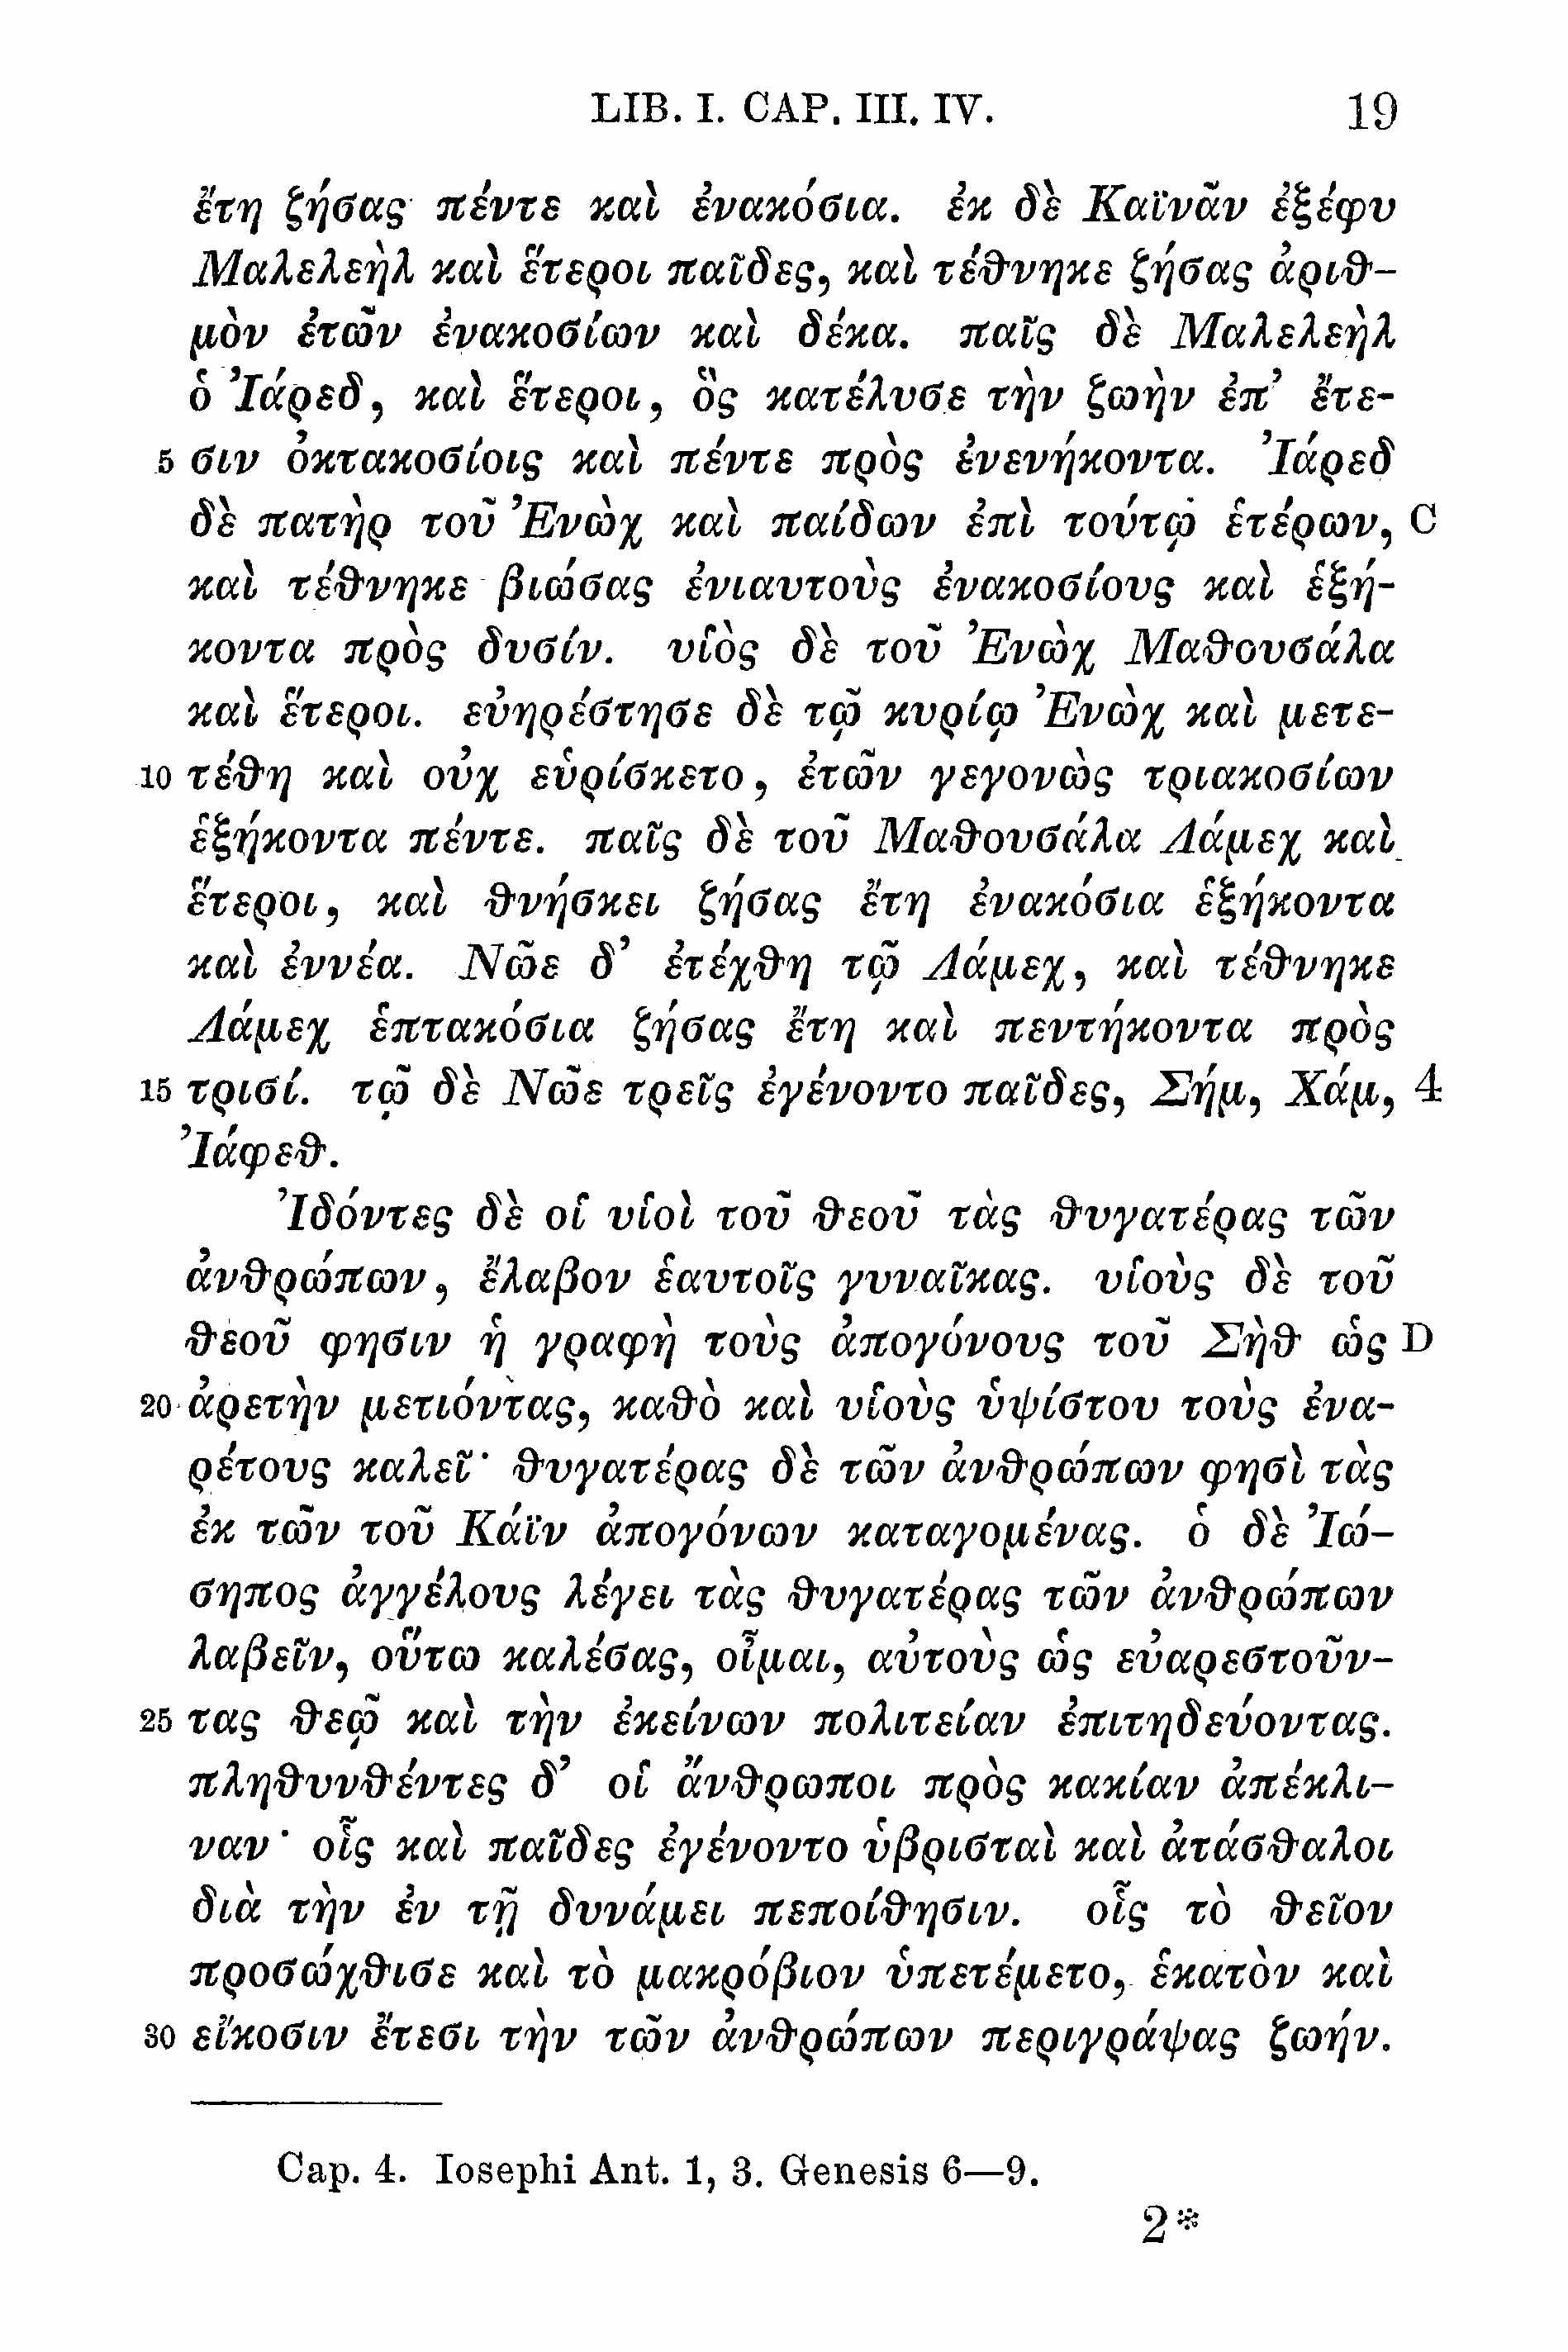 LIB. I. CAP. III. IV. 19
ἔτη ζήσας πέντε καὶ ἐνακόσια. ἐκ δὲ Καϊνᾶν ἐξέφυ
Μαλελεὴλ καὶ ἕτεροι παῖδες, καὶ τέθνηκε ζήσας ἀριθ-
μὸν ἐτῶν ἐνακοσίων καὶ δέκα. παῖς δὲ Μαλελεὴλ
ὁ Ἰάρεδ, καὶ ἕτεροι, ὃς κατέλυσε τὴν ζωὴν ἐπ’ ἔτε-
5 σιν ὀκτακοσίοις καὶ πέντε πρὸς ἐνενήκοντα. Ἰάρεδ
δὲ πατὴρ τοῦ Ἐνὼχ καὶ παίδων ἐπὶ τούτῳ ἑτέρων, C
καὶ τέθνηκε βιώσας ἐνιαυτοὺς ἐνακοσίους καὶ ἑξή-
κοντα πρὸς δυσίν. υἱὸς δὲ τοῦ Ἐνὼχ Μαθουσάλα
καὶ ἕτεροι. εὐηρέστησε δὲ τῷ κυρίῳ Ἐνὼχ καὶ μετε-
10 τέθη καὶ οὐχ εὑρίσκετο, ἐτῶν γεγονὼς τριακοσίων
ἑξήκοντα πέντε. παῖς δὲ τοῦ Μαθουσάλα Λάμεχ καὶ
ἕτεροι, καὶ θνήσκει ζήσας ἔτη ἐνακόσια ἑξήκοντα
καὶ ἐννέα. Νῶε δ’ ἐτέχθη τῷ Λάμεχ, καὶ τέθνηκε
Λάμεχ ἑπτακόσια ζήσας ἔτη καὶ πεντήκοντα πρὸς
15 τρισί. τῷ δὲ Νῶε τρεῖς ἐγένοντο παῖδες, Σήμ, Χάμ, 4
Ἰάφεθ.
Ἰδόντες δὲ οἱ υἱοὶ τοῦ θεοῦ τὰς θυγατέρας τῶν
ἀνθρώπων, ἔλαβον ἑαυτοῖς γυναῖκας. υἱοὺς δὲ τοῦ
θεοῦ φησιν ἡ γραφὴ τοὺς ἀπογόνους τοῦ Σὴθ ὡς D
20 ἀρετὴν μετιόντας, καθὸ καὶ υἱοὺς ὑψίστου τοὺς ἐνα-
ρέτους καλεῖ· θυγατέρας δὲ τῶν ἀνθρώπων φησὶ τὰς
ἐκ τῶν τοῦ Κάϊν ἀπογόνων καταγομένας. ὁ δὲ Ἰώ-
σηπος ἀγγέλους λέγει τὰς θυγατέρας τῶν ἀνθρώπων
λαβεῖν, οὕτω καλέσας, οἶμαι, αὐτοὺς ὡς εὐαρεστοῦν-
25 τας θεῷ καὶ τὴν ἐκείνων πολιτείαν ἐπιτηδεύοντας.
πληθυνθέντες δ’ οἱ ἄνθρωποι πρὸς κακίαν ἀπέκλι-
ναν· οἷς καὶ παῖδες ἐγένοντο ὑβρισταὶ καὶ ἀτάσθαλοι
διὰ τὴν ἐν τῇ δυνάμει πεποίθησιν. οἷς τὸ θεῖον
προσώχθισε καὶ τὸ μακρόβιον ὑπετέμετο, ἑκατὸν καὶ
30 εἴκοσιν ἔτεσι τὴν τῶν ἀνθρώπων περιγράψας ζωήν.
Cap. 4. Iosephi Ant. 1, 3. Genesis 6—9.
2*